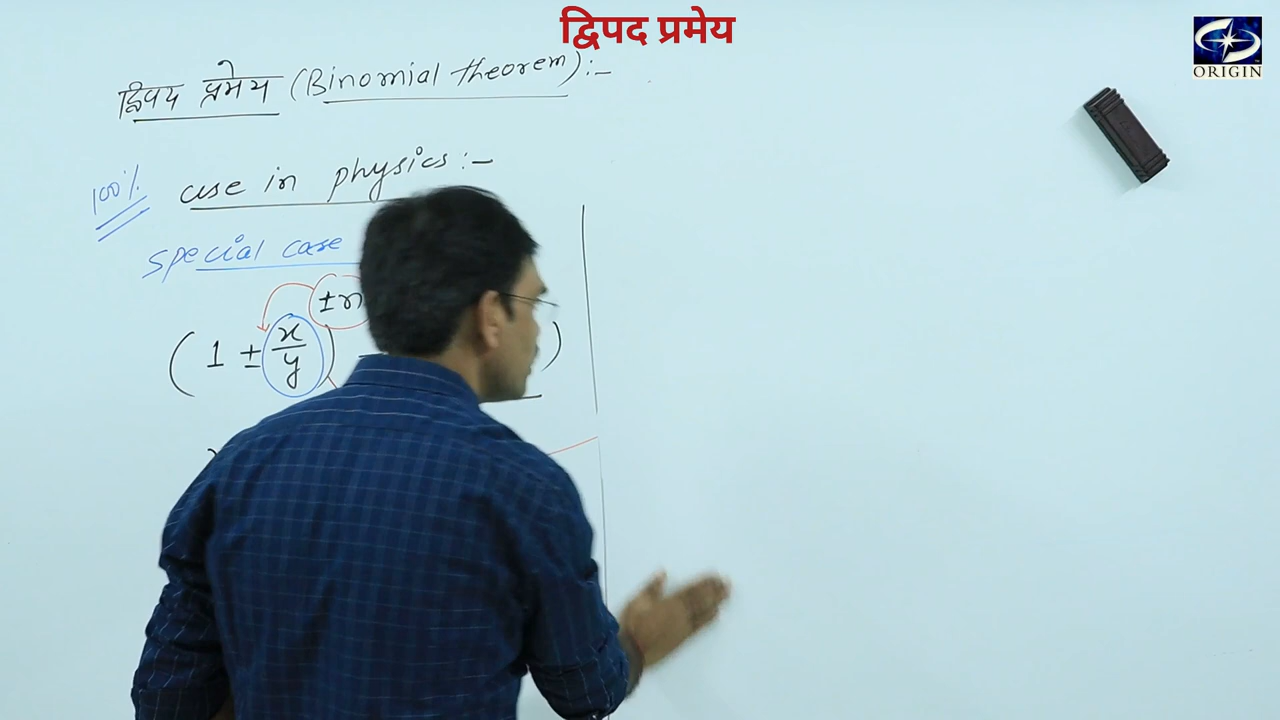 द्विपद प्रमेय
ORIGIN
द्विपद प्रमेय (Binomial theorem):-
100%
use in physics:-
special case
±n
(1 ± x/y) )